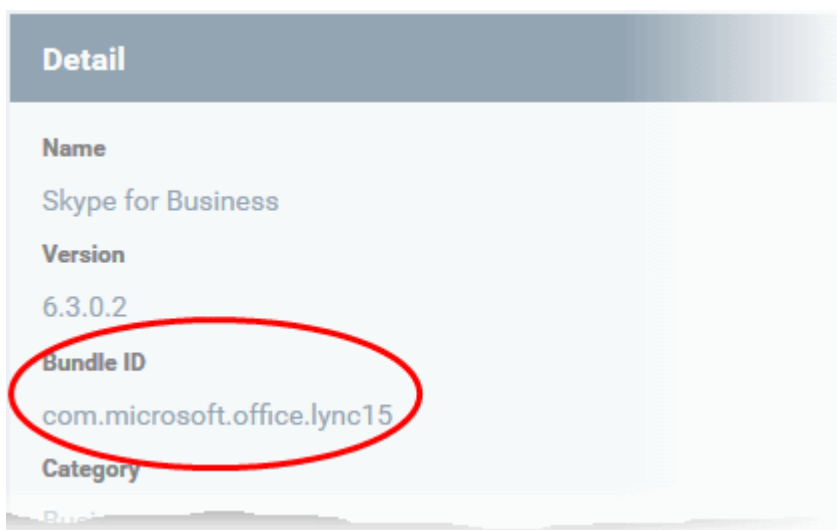 Detail
Name
Skype for Business
Version
6.3.0.2
Bundle ID
com.microsoft.office.lync15
Category